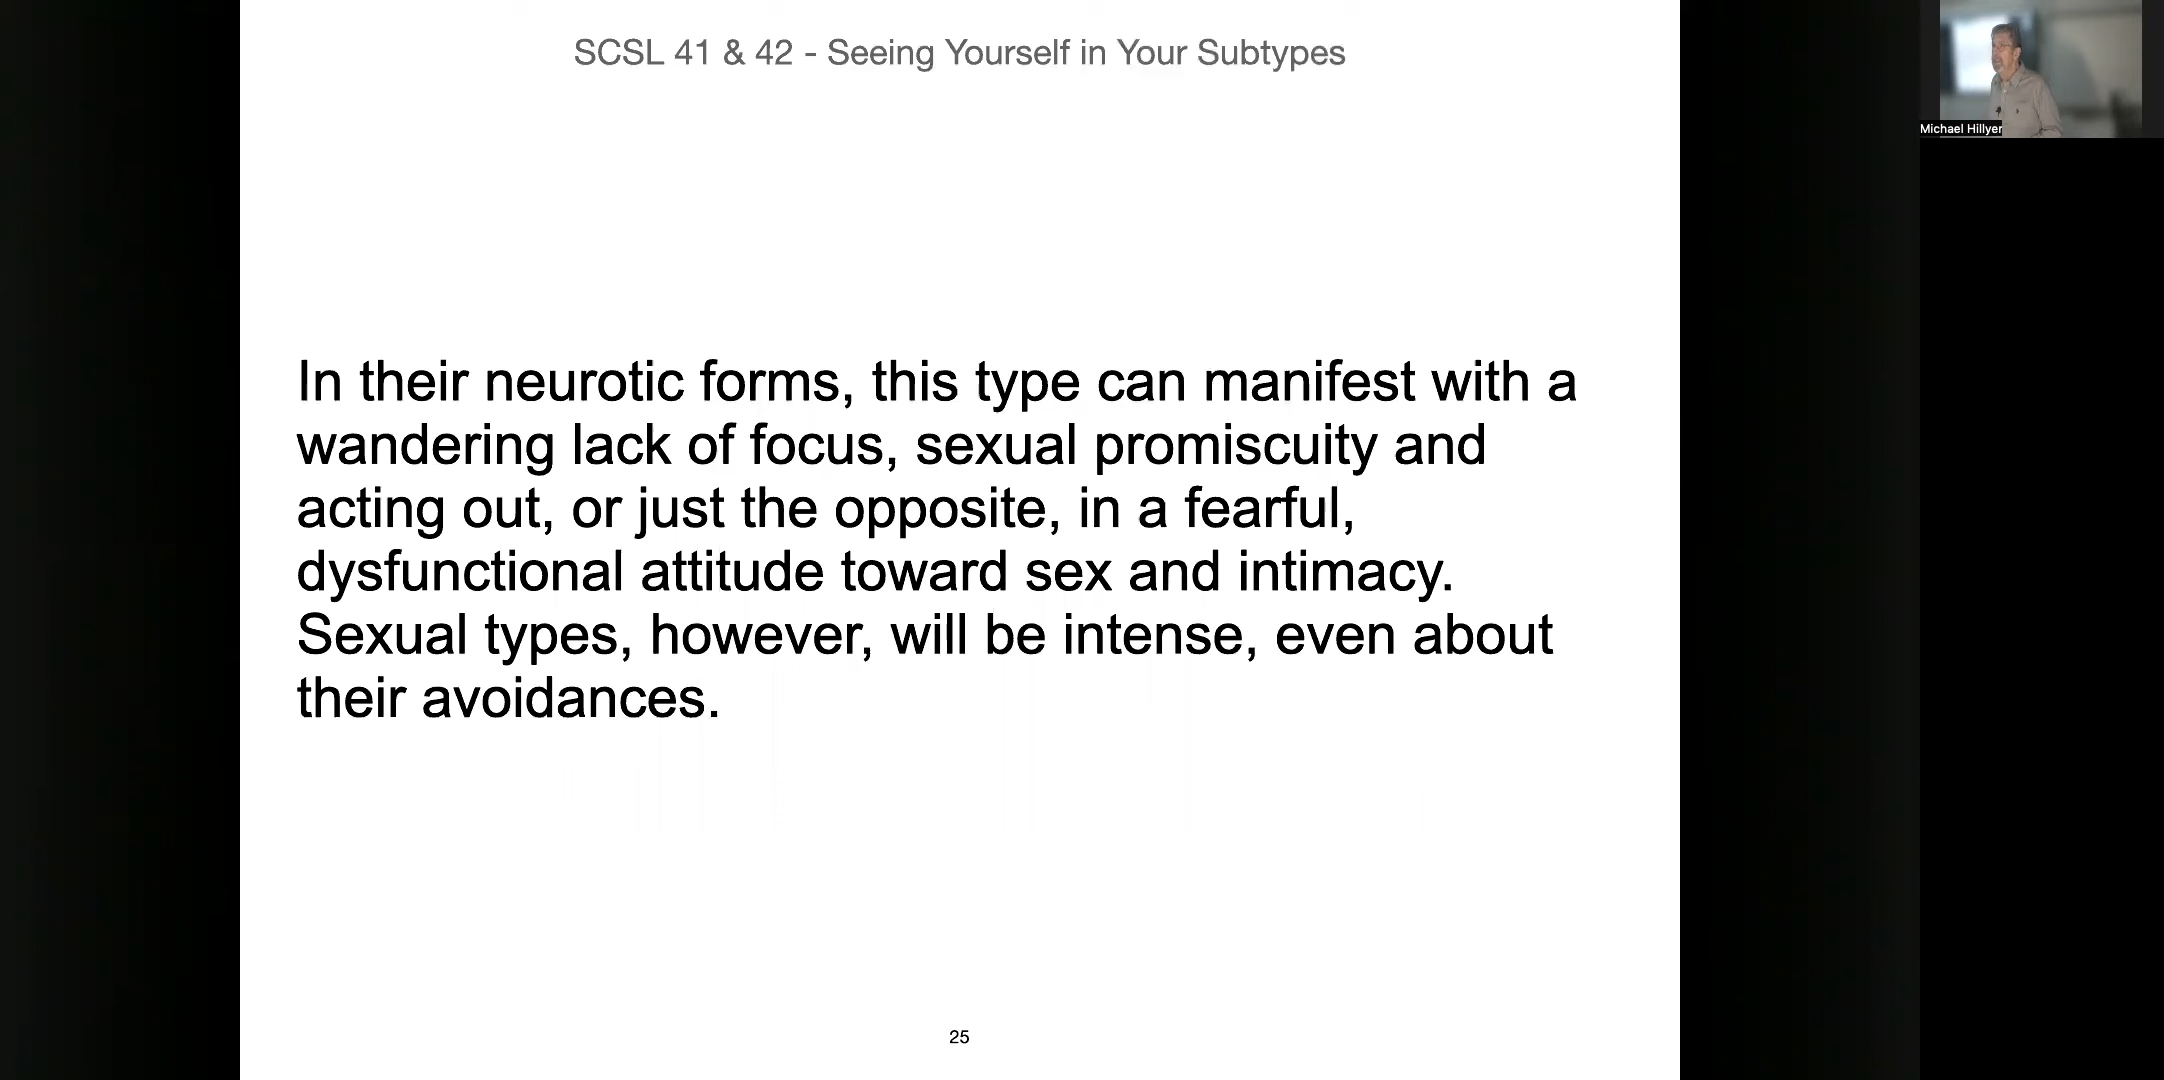 SCSL 41 & 42 - Seeing Yourself in Your Subtypes
Michael Hillyer
In their neurotic forms, this type can manifest with a
wandering lack of focus, sexual promiscuity and
acting out, or just the opposite, in a fearful,
dysfunctional attitude toward sex and intimacy.
Sexual types, however, will be intense, even about
their avoidances.
25